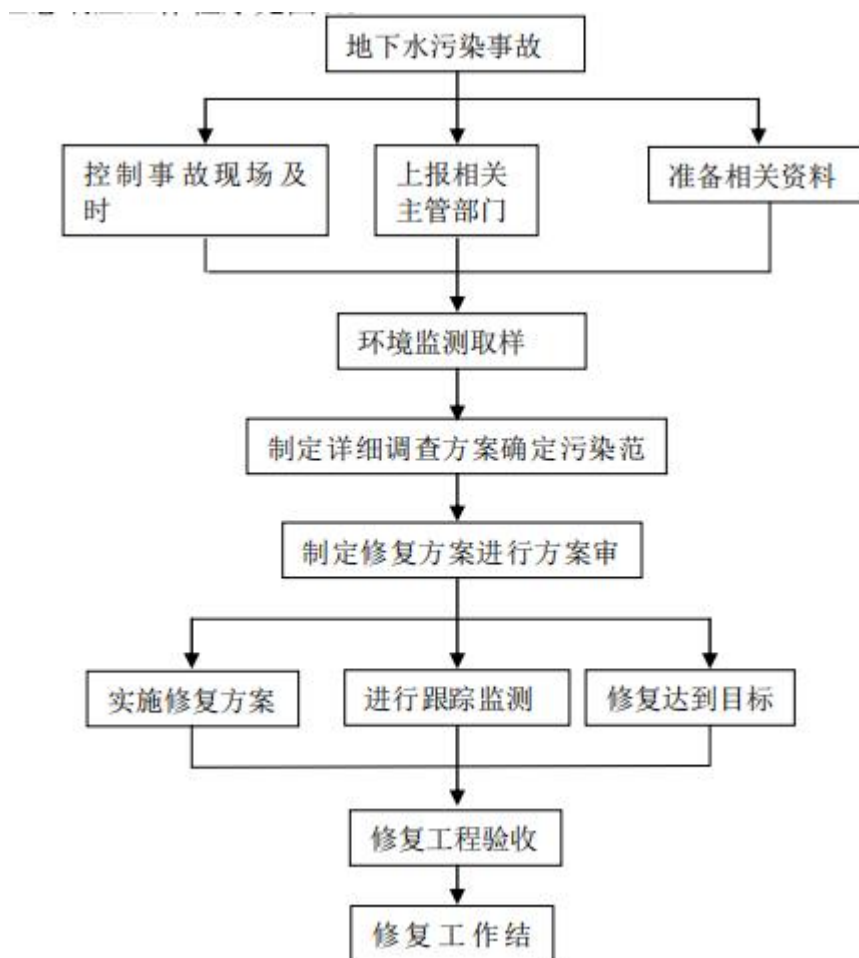 地下水污染事故
控制事故现场及
时
上报相关
主管部门
准备相关资料
环境监测取样
制定详细调查方案确定污染范
制定修复方案进行方案审
实施修复方案
进行跟踪监测
修复达到目标
修复工程验收
修复工作结